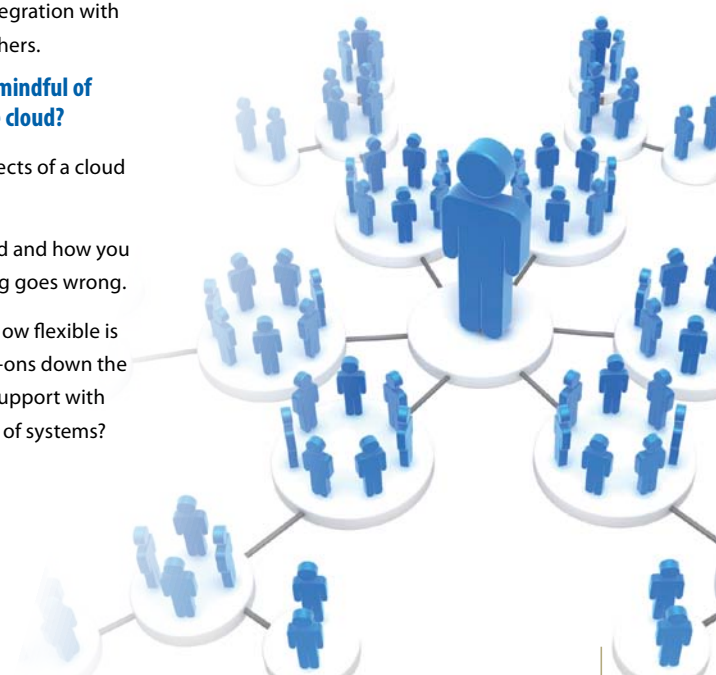 egration with
hers.
mindful of
cloud?
ects of a cloud
d and how you
g goes wrong.
ow flexible is
-ons down the
upport with
of systems?